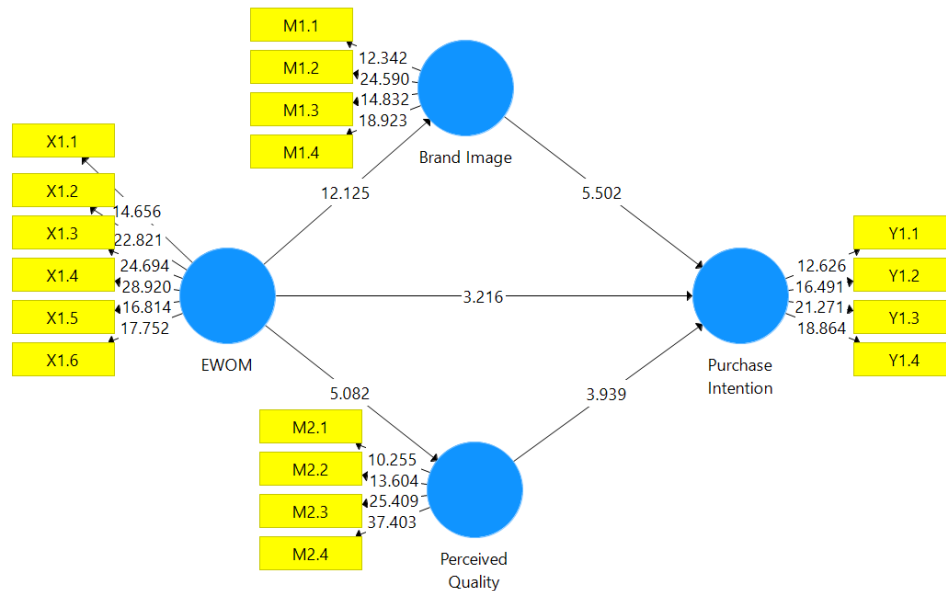 M1.1
M1.2
M1.3
M1.4
12.342
24.590
14.832
18.923
Brand Image
X1.1
X1.2
X1.3
X1.4
X1.5
X1.6
14.656
22.821
24.694
28.920
16.814
17.752
EWOM
12.125
5.502
3.216
5.082
3.939
Y1.1
Y1.2
Y1.3
Y1.4
12.626
16.491
21.271
18.864
Purchase
Intention
M2.1
M2.2
M2.3
M2.4
10.255
13.604
25.409
37.403
Perceived
Quality